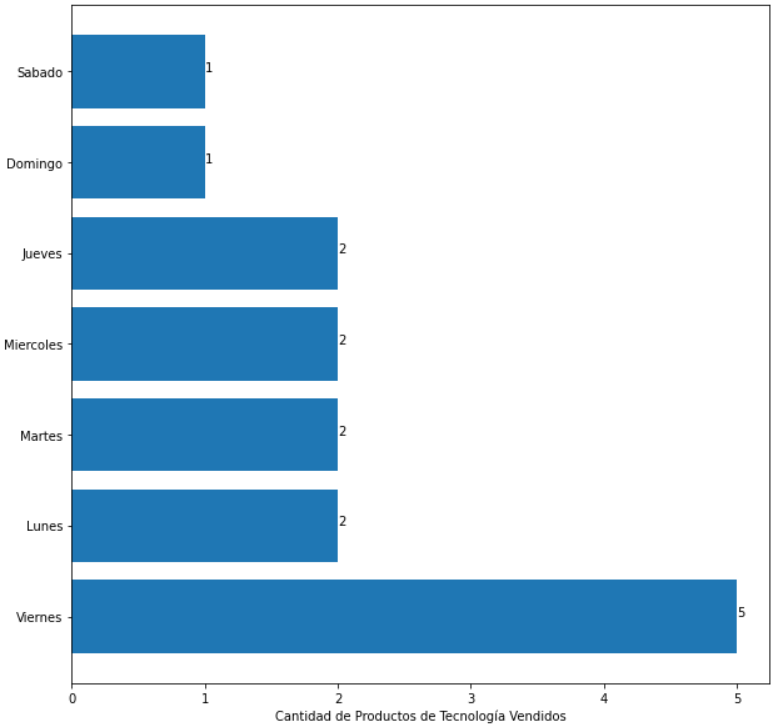 Sabado
1
Domingo
1
Jueves
2
Miercoles
2
Martes
2
Lunes
2
Viernes
5
0 1 2 3 4 5
Cantidad de Productos de Tecnología Vendidos